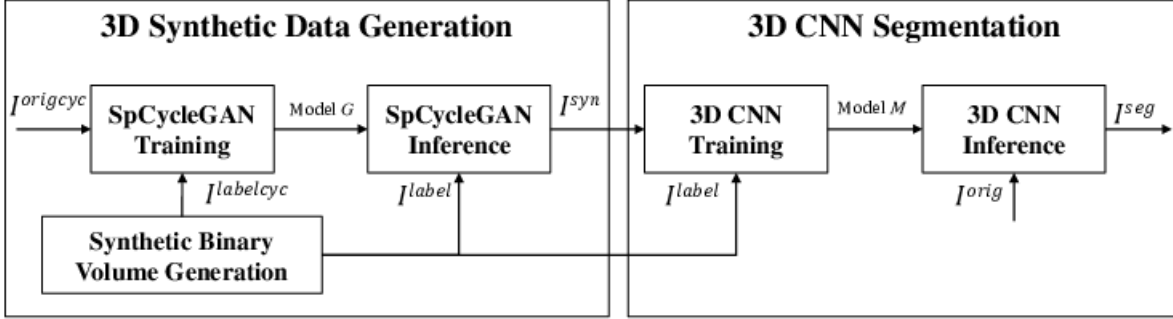 3D Synthetic Data Generation
3D CNN Segmentation
I^origcyc
SpCycleGAN
Training
Model G
SpCycleGAN
Inference
I^syn
3D CNN
Training
Model M
3D CNN
Inference
I^seg
I^labelcyc
I^label
I^label
I^orig
Synthetic Binary
Volume Generation